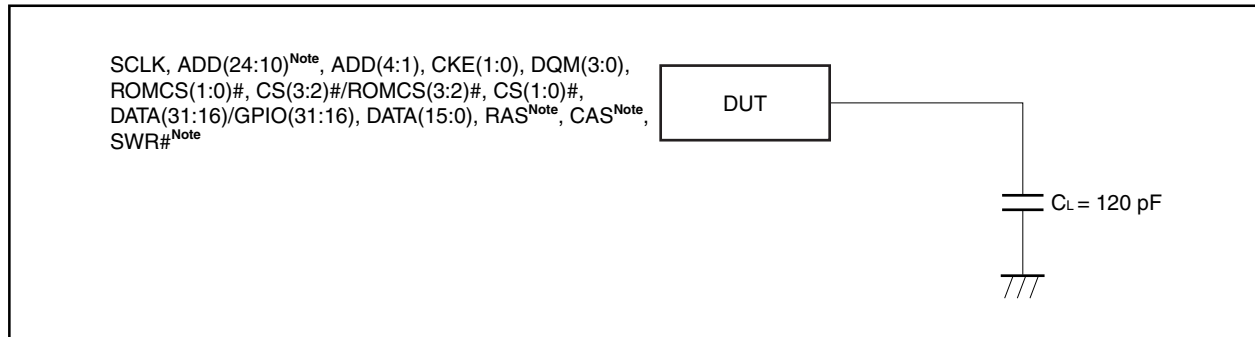 SCLK, ADD(24:10)Note, ADD(4:1), CKE(1:0), DQM(3:0),
ROMCS(1:0)#, CS(3:2)#/ROMCS(3:2)#, CS(1:0)#,
DATA(31:16)/GPIO(31:16), DATA(15:0), RASNote, CASNote,
SWR#Note
DUT
CL = 120 pF